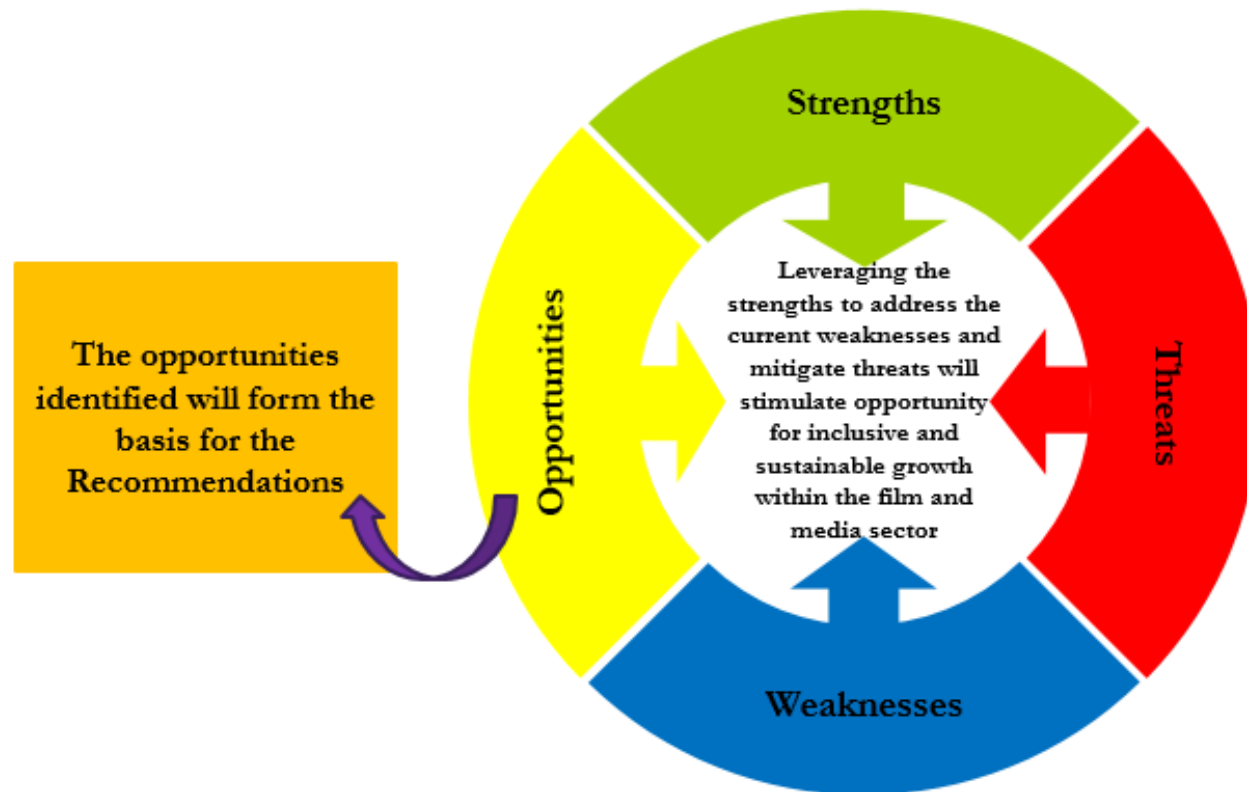 Strengths
The opportunities
identified will form the
basis for the
Recommendations
Opportunities
Leveraging the
strengths to address the
current weaknesses and
mitigate threats will
stimulate opportunity
for inclusive and
sustainable growth
within the film and
media sector
Threats
Weaknesses